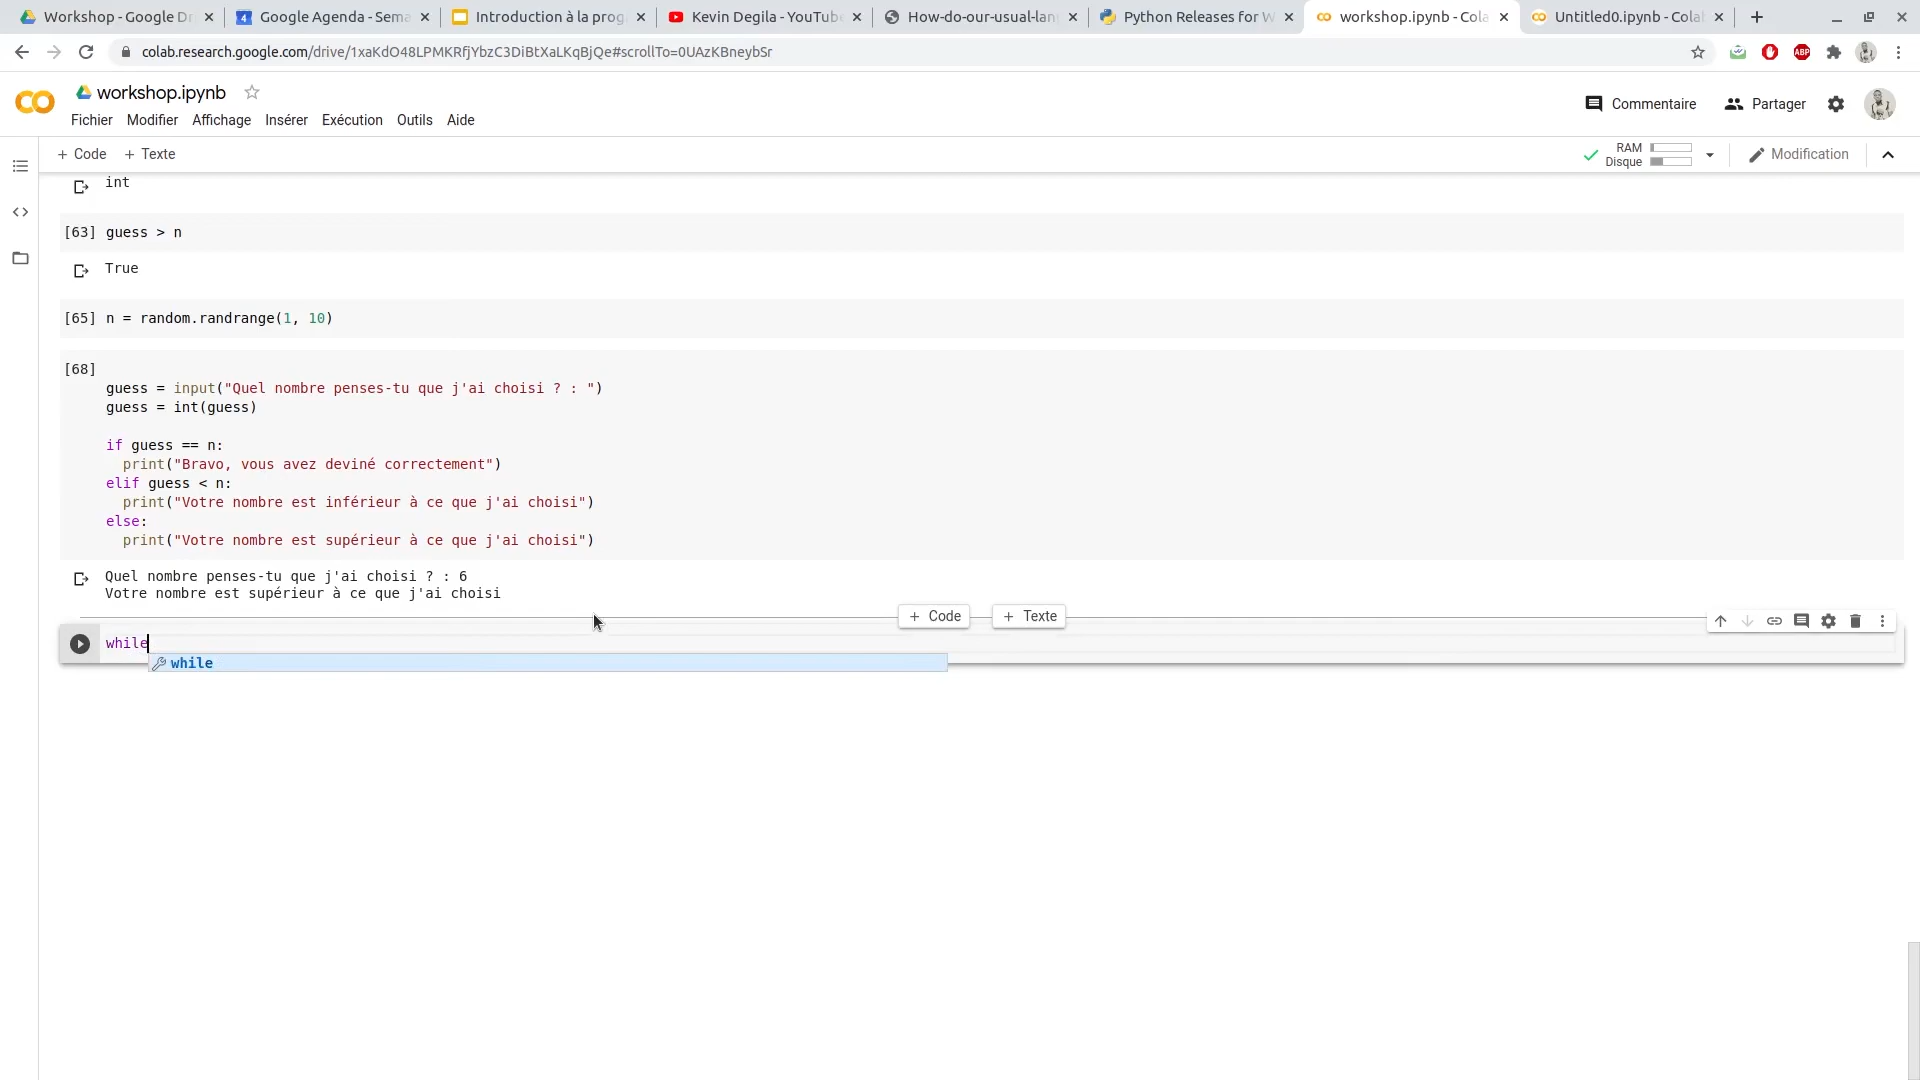 Workshop - Google Dr
Google Agenda - Sema
Introduction à la prog
Kevin Degila - YouTube
How-do-our-usual-lan
Python Releases for W
workshop.ipynb - Cola
Untitled0.ipynb - Cola
colab.research.google.com/drive/1xaKdO48LPMKRfjYbzC3DiBtXaLKqBjQe#scrollTo=0UAzKBneybSr
ABP
workshop.ipynb
Commentaire
Partager
Fichier Modifier Affichage Insérer Exécution Outils Aide
+ Code + Texte
RAM
Disque
Modification
int
[63] guess > n
True
[65] n = random.randrange(1, 10)
[68]
guess = input("Quel nombre penses-tu que j'ai choisi ? : ")
guess = int(guess)
if guess == n:
print("Bravo, vous avez deviné correctement")
elif guess < n:
print("Votre nombre est inférieur à ce que j'ai choisi")
else:
print("Votre nombre est supérieur à ce que j'ai choisi")
Quel nombre penses-tu que j'ai choisi ? : 6
Votre nombre est supérieur à ce que j'ai choisi
+ Code + Texte
while
while